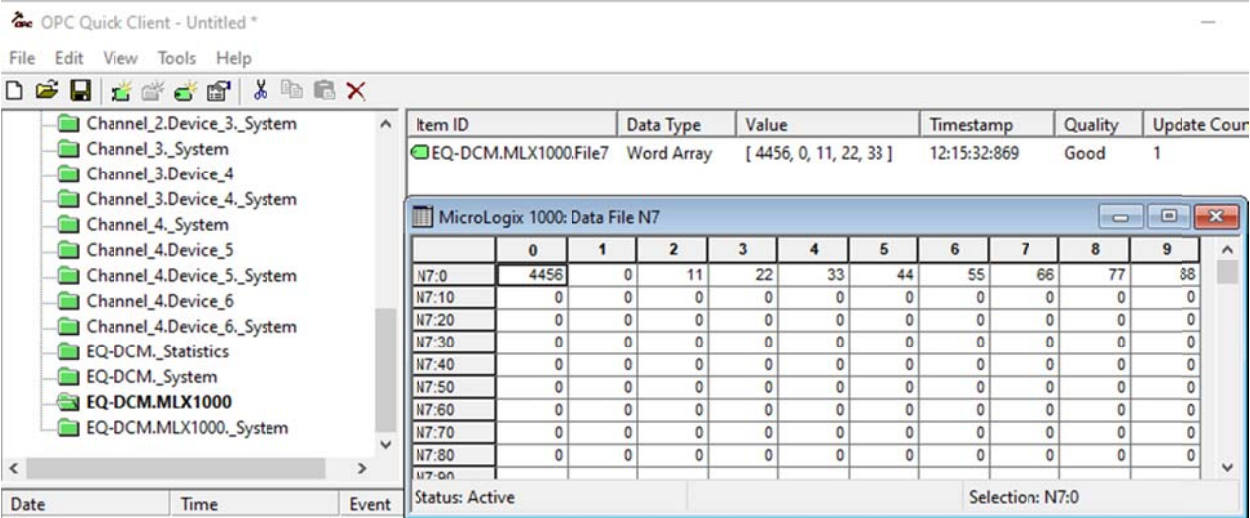 OPC Quick Client - Untitled *
File Edit View Tools Help
Channel_2.Device_3._System
Channel_3._System
Channel_3.Device_4
Channel_3.Device_4._System
Channel_4._System
Channel_4.Device_5
Channel_4.Device_5._System
Channel_4.Device_6
Channel_4.Device_6._System
EQ-DCM._Statistics
EQ-DCM._System
EQ-DCM.MLX1000
EQ-DCM.MLX1000._System
Date Time Event
Item ID Data Type Value Timestamp Quality Update Cour
EQ-DCM.MLX1000.File7 Word Array [ 4456, 0, 11, 22, 33 ] 12:15:32:869 Good 1
MicroLogix 1000: Data File N7
0 1 2 3 4 5 6 7 8 9
N7:0 4456 0 11 22 33 44 55 66 77 88
N7:10 0 0 0 0 0 0 0 0 0 0
N7:20 0 0 0 0 0 0 0 0 0 0
N7:30 0 0 0 0 0 0 0 0 0 0
N7:40 0 0 0 0 0 0 0 0 0 0
N7:50 0 0 0 0 0 0 0 0 0 0
N7:60 0 0 0 0 0 0 0 0 0 0
N7:70 0 0 0 0 0 0 0 0 0 0
N7:80 0 0 0 0 0 0 0 0 0 0
N7:90
Status: Active Selection: N7:0